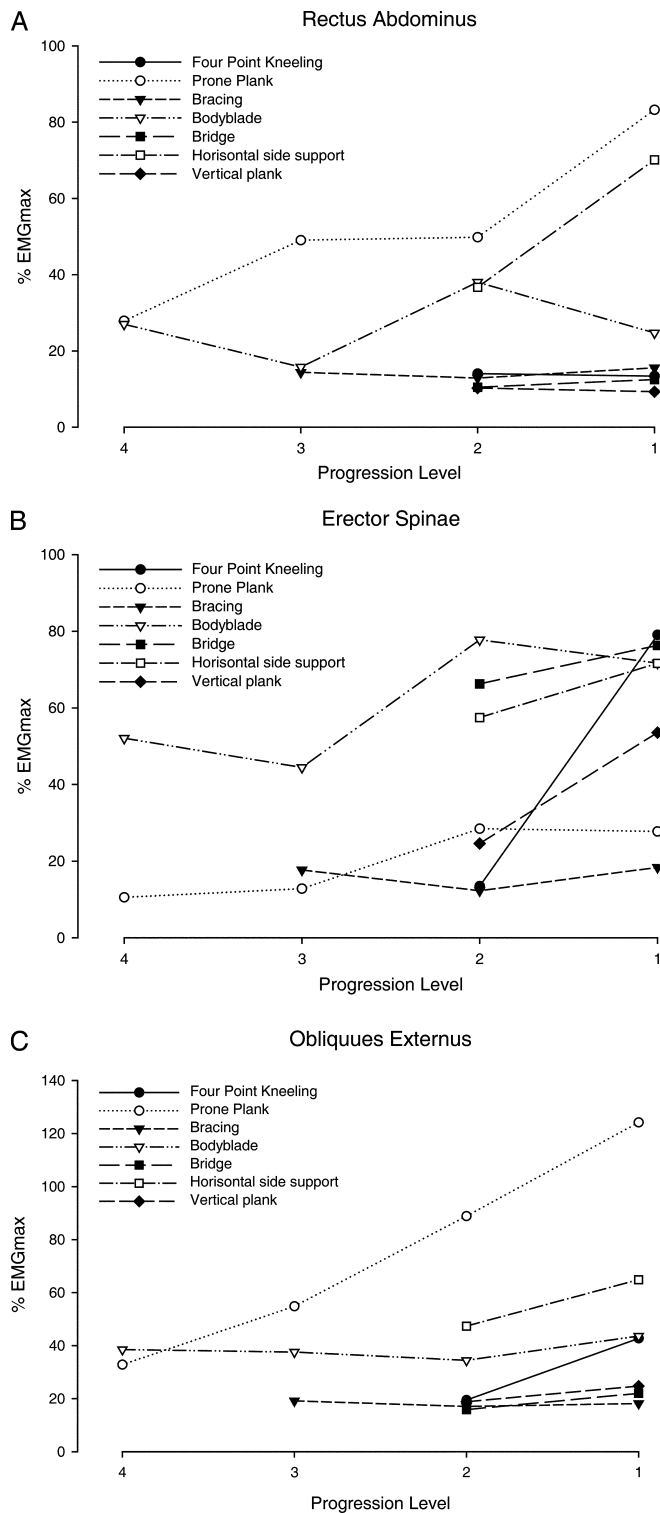 A
Rectus Abdominus
100
80
60
40
20
0
% EMGmax
Four Point Kneeling
Prone Plank
Bracing
Bodyblade
Bridge
Horisontal side support
Vertical plank
4 3 2 1
Progression Level
B
Erector Spinae
100
80
60
40
20
0
% EMGmax
Four Point Kneeling
Prone Plank
Bracing
Bodyblade
Bridge
Horisontal side support
Vertical plank
4 3 2 1
Progression Level
C
Obliquues Externus
140
120
100
80
60
40
20
0
% EMGmax
Four Point Kneeling
Prone Plank
Bracing
Bodyblade
Bridge
Horisontal side support
Vertical plank
4 3 2 1
Progression Level